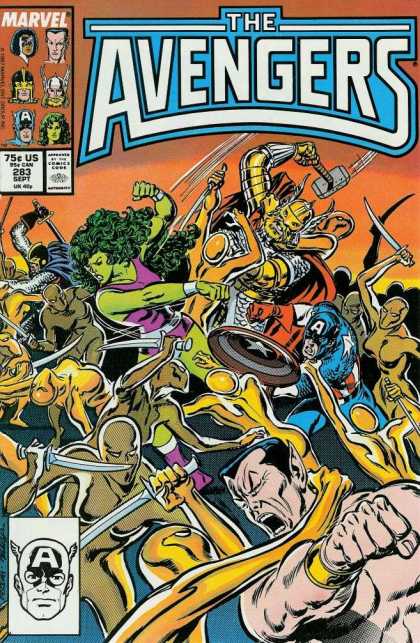 MARVEL
THE
AVENGERS
75¢ US
95¢ CAN
283
SEPT
UK 40p
APPROVED
BY THE
COMICS
CODE
AUTHORITY
A
A